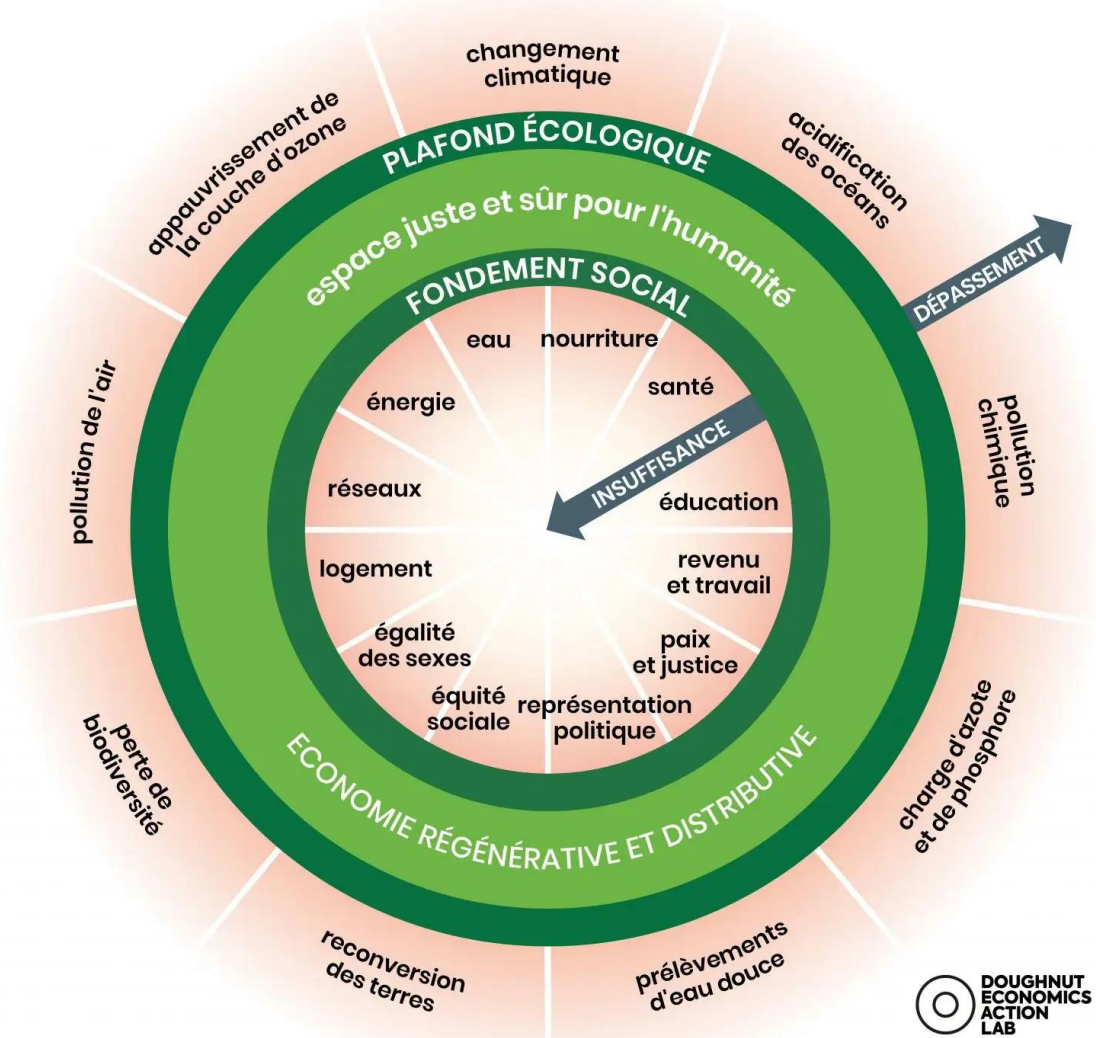 changement
climatique
acidification
des océans
DÉPASSEMENT
pollution
chimique
charge d'azote
et de phosphore
prélèvements
d'eau douce
reconversion
des terres
perte de
biodiversité
pollution de l'air
appauvrissement de
la couche d'ozone
PLAFOND ÉCOLOGIQUE
espace juste et sûr pour l'humanité
FONDEMENT SOCIAL
eau
nourriture
santé
INSUFFISANCE
éducation
revenu
et travail
paix
et justice
représentation
politique
équité
sociale
égalité
des sexes
logement
réseaux
énergie
ECONOMIE RÉGÉNÉRATIVE ET DISTRIBUTIVE
DOUGHNUT
ECONOMICS
ACTION
LAB